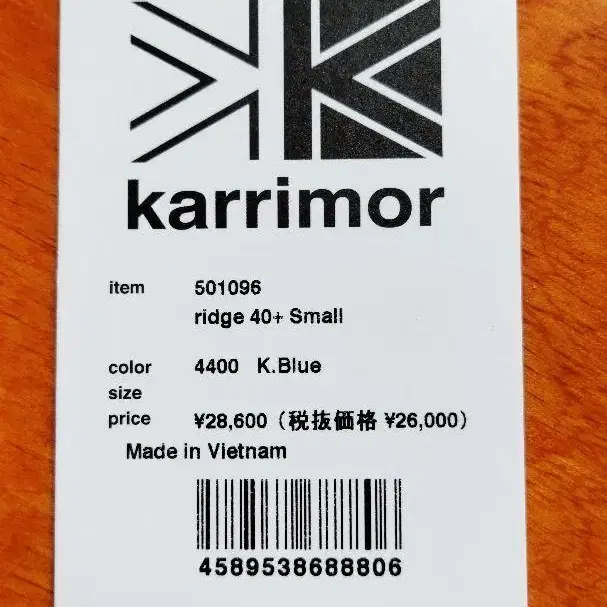 karrimor
item 501096
ridge 40+ Small
color 4400 K.Blue
size
price ¥28,600（税抜価格 ¥26,000）
Made in Vietnam
4589538688806